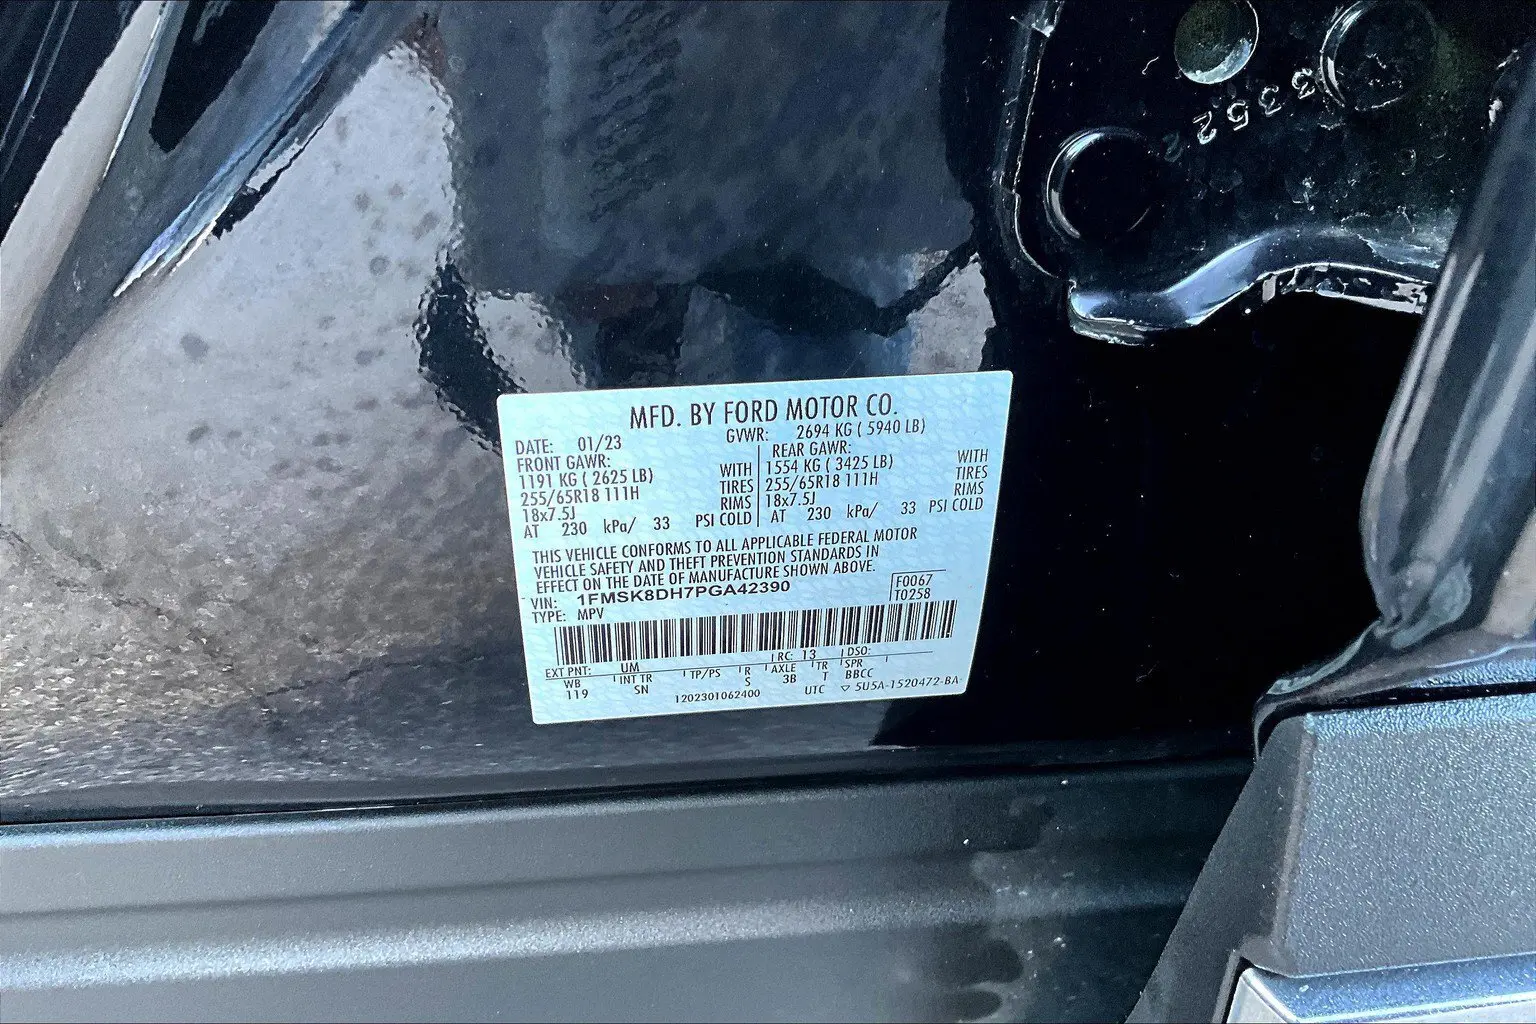 3352
MFD. BY FORD MOTOR CO.
DATE: 01/23 GVWR: 2694 KG ( 5940 LB)
FRONT GAWR: REAR GAWR:
1191 KG ( 2625 LB) WITH 1554 KG ( 3425 LB) WITH
255/65R18 111H TIRES 255/65R18 111H TIRES
18x7.5J RIMS 18x7.5J RIMS
AT 230 kPa/ 33 PSI COLD AT 230 kPa/ 33 PSI COLD
THIS VEHICLE CONFORMS TO ALL APPLICABLE FEDERAL MOTOR
VEHICLE SAFETY AND THEFT PREVENTION STANDARDS IN
EFFECT ON THE DATE OF MANUFACTURE SHOWN ABOVE.
VIN: 1FMSK8DH7PGA42390 F0067
TYPE: MPV T0258
EXT PNT: UM RC: 13 DSO:
WB INT TR TP/PS R AXLE TR SPR
119 SN S 3B T BBCC
1202301062400 UTC ▽ 5U5A-1520472-BA